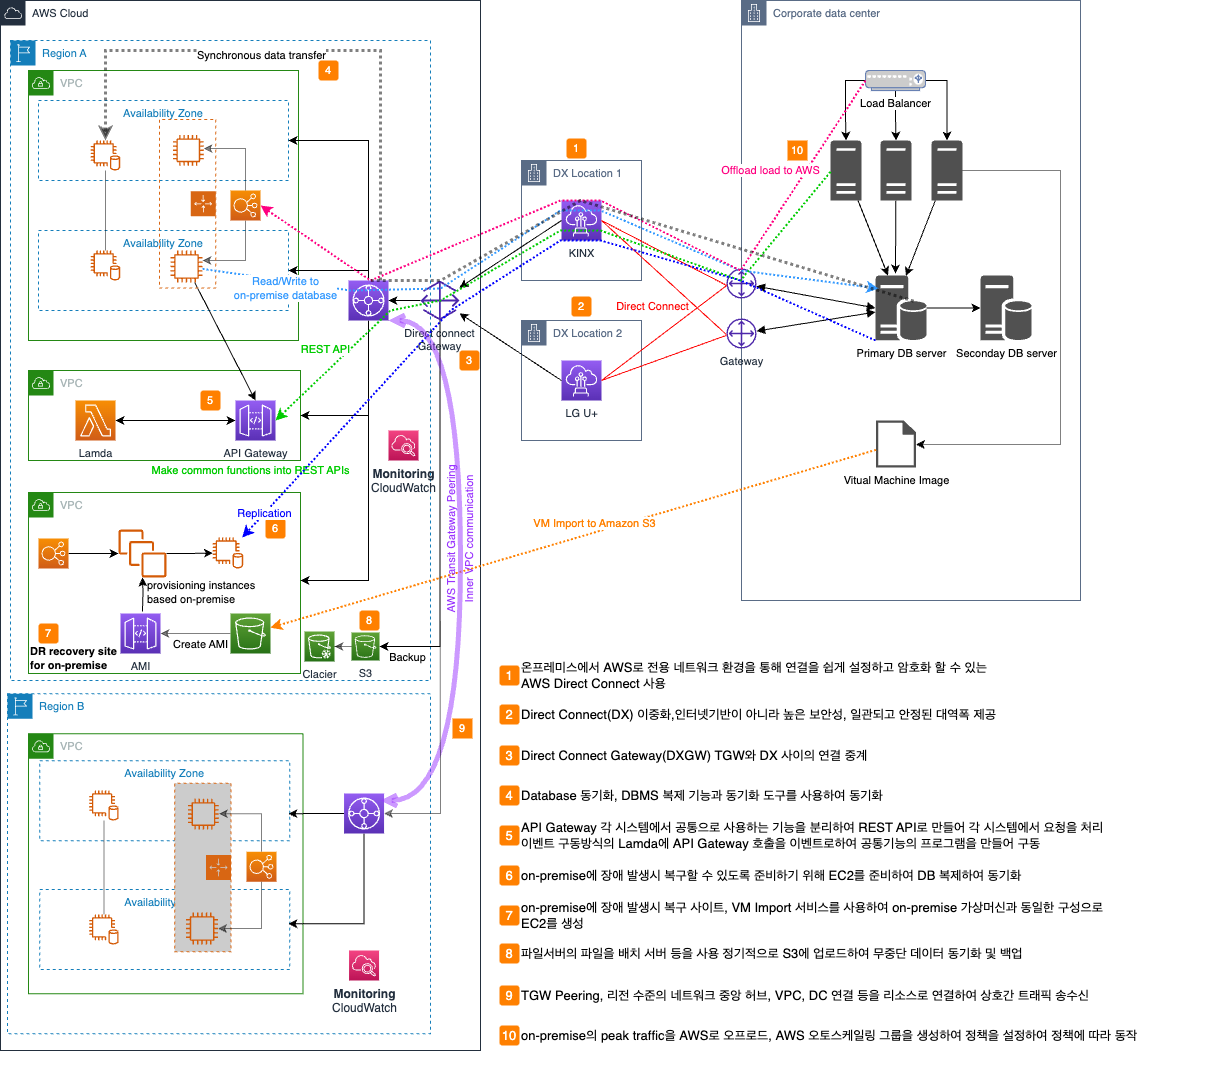 AWS Cloud
Corporate data center
Region A
Synchronous data transfer
4
VPC
Availability Zone
Availability Zone
Read/Write to
on-premise database
REST API
VPC
5
Lamda
API Gateway
Make common functions into REST APIs
Monitoring
CloudWatch
VPC
Replication
6
provisioning instances
based on-premise
7
DR recovery site
for on-premise
AMI
Create AMI
8
Clacier
S3
Backup
Direct connect
Gateway
3
AWS Transit Gateway Peering
Inner VPC communication
9
Region B
VPC
Availability Zone
Availability
Monitoring
CloudWatch
1
DX Location 1
KINX
2
DX Location 2
LG U+
Direct Connect
Gateway
10
Offload load to AWS
Load Balancer
Primary DB server
Seconday DB server
Vitual Machine Image
VM Import to Amazon S3
1 온프레미스에서 AWS로 전용 네트워크 환경을 통해 연결을 쉽게 설정하고 암호화 할 수 있는
AWS Direct Connect 사용
2 Direct Connect(DX) 이중화,인터넷기반이 아니라 높은 보안성, 일관되고 안정된 대역폭 제공
3 Direct Connect Gateway(DXGW) TGW와 DX 사이의 연결 중계
4 Database 동기화, DBMS 복제 기능과 동기화 도구를 사용하여 동기화
5 API Gateway 각 시스템에서 공통으로 사용하는 기능을 분리하여 REST API로 만들어 각 시스템에서 요청을 처리
이벤트 구동방식의 Lamda에 API Gateway 호출을 이벤트로하여 공통기능의 프로그램을 만들어 구동
6 on-premise에 장애 발생시 복구할 수 있도록 준비하기 위해 EC2를 준비하여 DB 복제하여 동기화
7 on-premise에 장애 발생시 복구 사이트, VM Import 서비스를 사용하여 on-premise 가상머신과 동일한 구성으로
EC2를 생성
8 파일서버의 파일을 배치 서버 등을 사용 정기적으로 S3에 업로드하여 무중단 데이터 동기화 및 백업
9 TGW Peering, 리전 수준의 네트워크 중앙 허브, VPC, DC 연결 등을 리소스로 연결하여 상호간 트래픽 송수신
10 on-premise의 peak traffic을 AWS로 오프로드, AWS 오토스케일링 그룹을 생성하여 정책을 설정하여 정책에 따라 동작